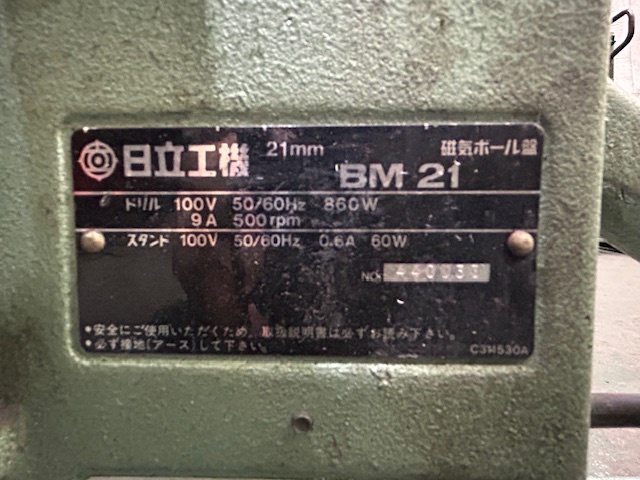 日立工機 21mm 磁気ボール盤
BM 21
ドリル 100V 50/60Hz 860W
9A 500rpm
スタンド 100V 50/60Hz 0.6A 60W
NO.
•安全にご使用いただくため、取扱説明書は必ずお読み下さい。
•必ず接地(アース)して下さい。